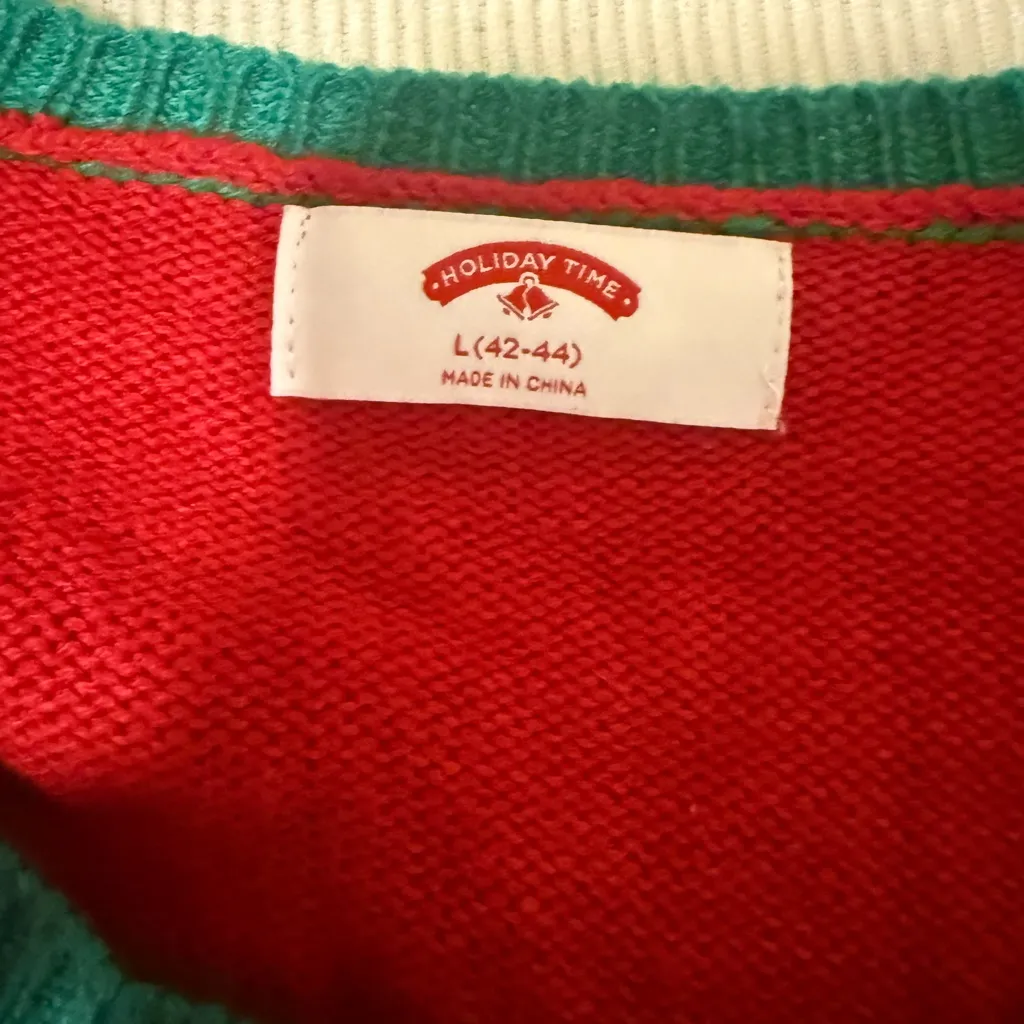 ·HOLIDAY TIME·
L(42-44)
MADE IN CHINA